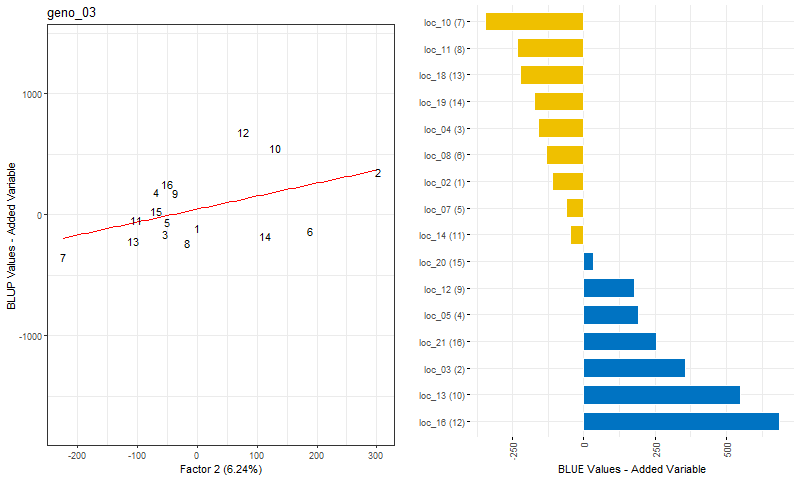 geno_03
BLUP Values - Added Variable
1000
0
-1000
12
10
2
16
4
9
15
11
5
1
3
13
8
14
6
7
-200
-100
0
100
200
300
Factor 2 (6.24%)
loc_10 (7)
loc_11 (8)
loc_18 (13)
loc_19 (14)
loc_04 (3)
loc_08 (6)
loc_02 (1)
loc_07 (5)
loc_14 (11)
loc_20 (15)
loc_12 (9)
loc_05 (4)
loc_21 (16)
loc_03 (2)
loc_13 (10)
loc_16 (12)
-250
0
250
500
BLUE Values - Added Variable